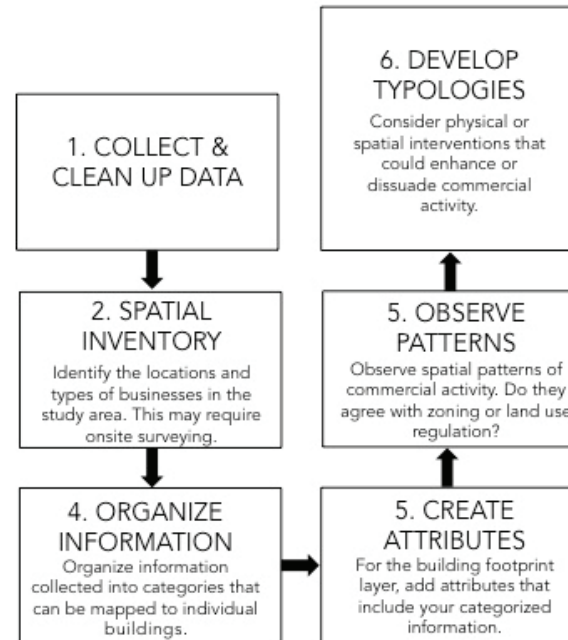 1. COLLECT &
CLEAN UP DATA
2. SPATIAL
INVENTORY
Identify the locations and
types of businesses in the
study area. This may require
onsite surveying.
4. ORGANIZE
INFORMATION
Organize information
collected into categories that
can be mapped to individual
buildings.
5. CREATE
ATTRIBUTES
For the building footprint
layer, add attributes that
include your categorized
information.
5. OBSERVE
PATTERNS
Observe spatial patterns of
commercial activity. Do they
agree with zoning or land use
regulation?
6. DEVELOP
TYPOLOGIES
Consider physical or
spatial interventions that
could enhance or
dissuade commercial
activity.